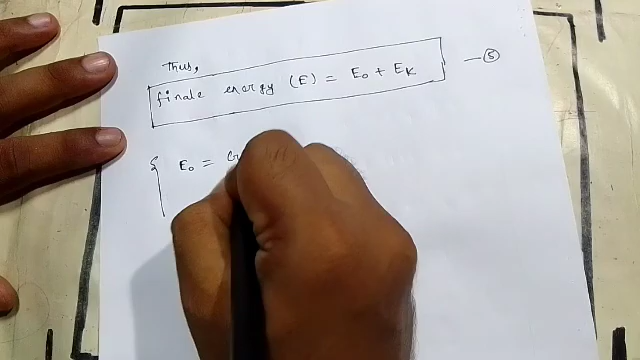 Thus,
finale energy (E) = E₀ + Eₖ —⑤
{ E₀ =